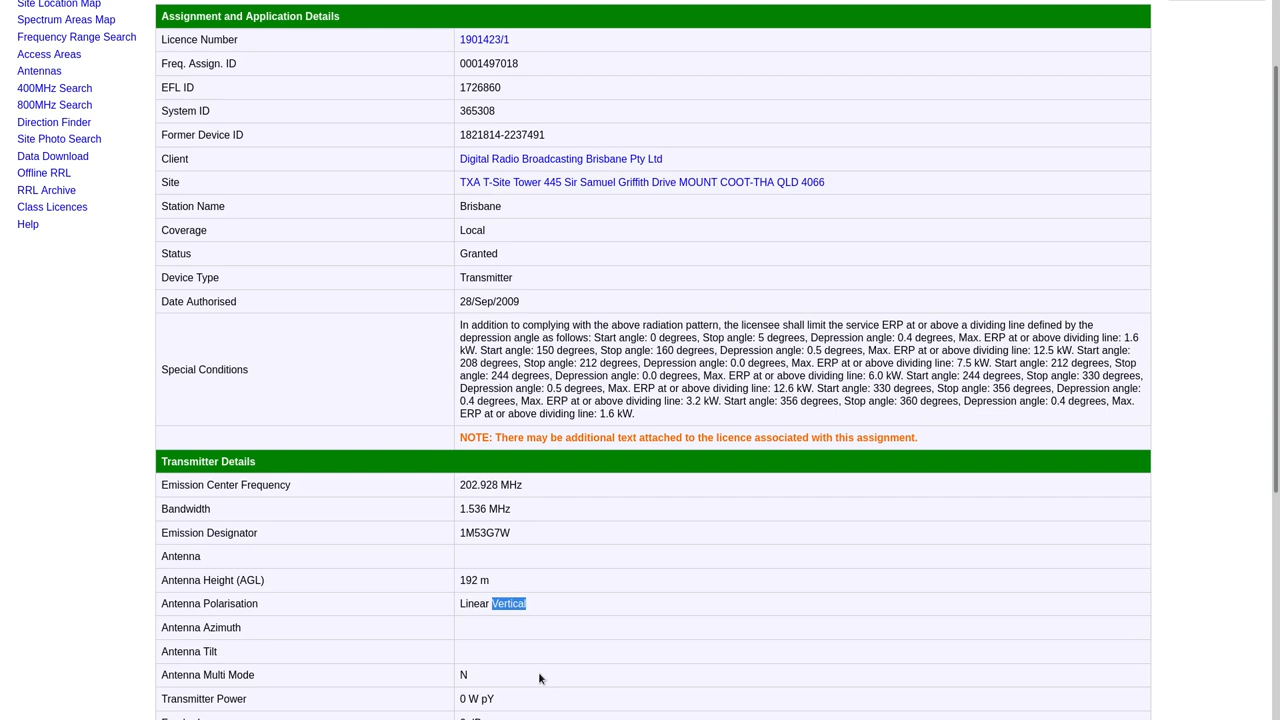 Site Location Map
Spectrum Areas Map
Frequency Range Search
Access Areas
Antennas
400MHz Search
800MHz Search
Direction Finder
Site Photo Search
Data Download
Offline RRL
RRL Archive
Class Licences
Help
Assignment and Application Details
Licence Number 1901423/1
Freq. Assign. ID 0001497018
EFL ID 1726860
System ID 365308
Former Device ID 1821814-2237491
Client Digital Radio Broadcasting Brisbane Pty Ltd
Site TXA T-Site Tower 445 Sir Samuel Griffith Drive MOUNT COOT-THA QLD 4066
Station Name Brisbane
Coverage Local
Status Granted
Device Type Transmitter
Date Authorised 28/Sep/2009
Special Conditions
In addition to complying with the above radiation pattern, the licensee shall limit the service ERP at or above a dividing line defined by the
depression angle as follows: Start angle: 0 degrees, Stop angle: 5 degrees, Depression angle: 0.4 degrees, Max. ERP at or above dividing line: 1.6
kW. Start angle: 150 degrees, Stop angle: 160 degrees, Depression angle: 0.5 degrees, Max. ERP at or above dividing line: 12.5 kW. Start angle:
208 degrees, Stop angle: 212 degrees, Depression angle: 0.0 degrees, Max. ERP at or above dividing line: 7.5 kW. Start angle: 212 degrees, Stop
angle: 244 degrees, Depression angle: 0.0 degrees, Max. ERP at or above dividing line: 6.0 kW. Start angle: 244 degrees, Stop angle: 330 degrees,
Depression angle: 0.5 degrees, Max. ERP at or above dividing line: 12.6 kW. Start angle: 330 degrees, Stop angle: 356 degrees, Depression angle:
0.4 degrees, Max. ERP at or above dividing line: 3.2 kW. Start angle: 356 degrees, Stop angle: 360 degrees, Depression angle: 0.4 degrees, Max.
ERP at or above dividing line: 1.6 kW.
NOTE: There may be additional text attached to the licence associated with this assignment.
Transmitter Details
Emission Center Frequency 202.928 MHz
Bandwidth 1.536 MHz
Emission Designator 1M53G7W
Antenna
Antenna Height (AGL) 192 m
Antenna Polarisation Linear Vertical
Antenna Azimuth
Antenna Tilt
Antenna Multi Mode N
Transmitter Power 0 W pY